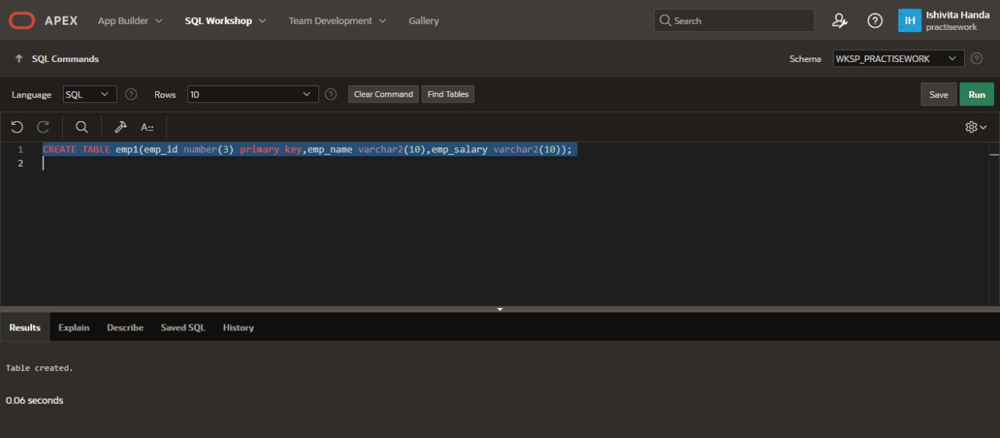 APEX App Builder SQL Workshop Team Development Gallery Search IH Ishivita Handa
practisework
SQL Commands Schema WKSP_PRACTISEWORK
Language SQL Rows 10 Clear Command Find Tables Save Run
A::
1 CREATE TABLE emp1(emp_id number(3) primary key,emp_name varchar2(10),emp_salary varchar2(10));
2
Results Explain Describe Saved SQL History
Table created.
0.06 seconds